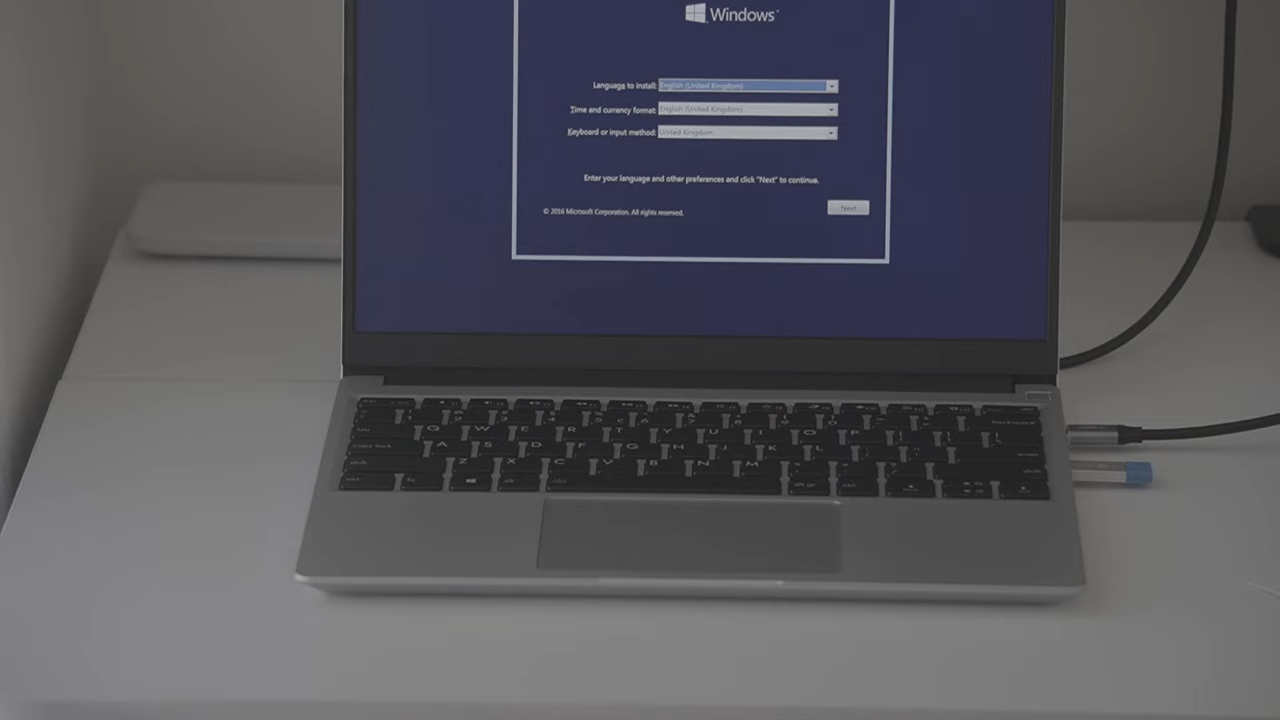 Windows
Language to install: English (United Kingdom)
Time and currency format: English (United Kingdom)
Keyboard or input method: United Kingdom
Enter your language and other preferences and click "Next" to continue.
© 2016 Microsoft Corporation. All rights reserved.
Next
Q W E R T Y U I O P
A S D F G H J K L
Z X C V B N M